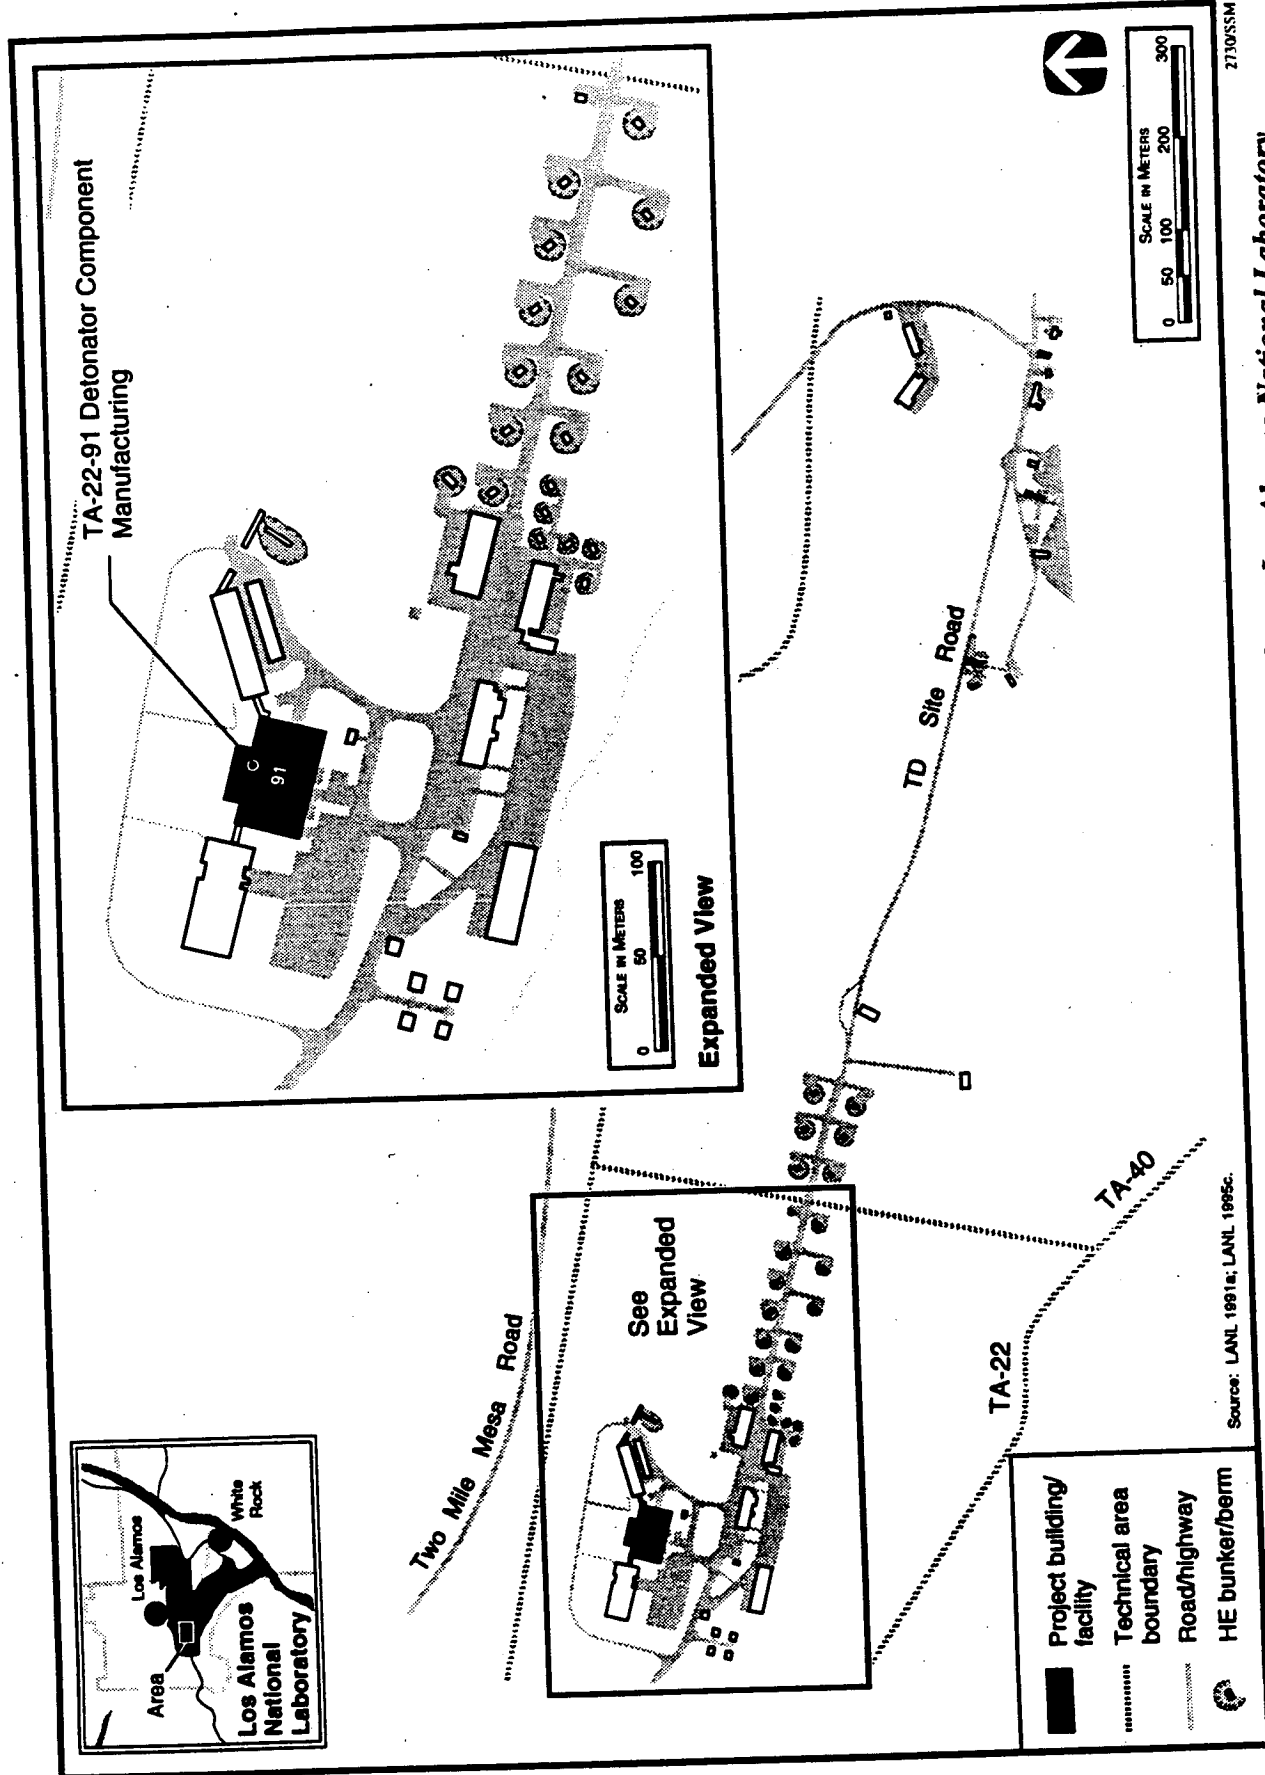 TA-22-91 Detonator Component
Manufacturing
91
SCALE IN METERS
0 50 100
Expanded View
Two Mile Mesa Road
See
Expanded
View
TD Site Road
TA-22
TA-40
Area
Los Alamos
White
Rock
Los Alamos
National
Laboratory
Project building/
facility
Technical area
boundary
Road/highway
HE bunker/berm
Source: LANL 1991a; LANL 1995c.
SCALE IN METERS
0 50 100 200 300
2730/SSM
National Laboratory